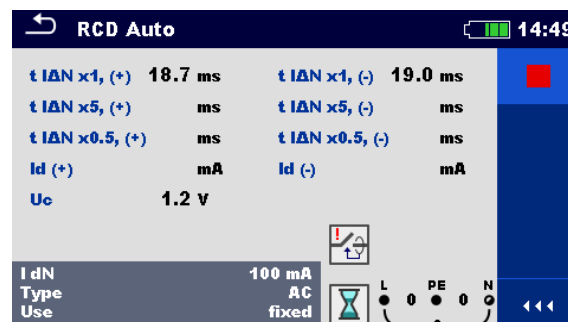 RCD Auto 14:49
t IΔN x1, (+) 18.7 ms t IΔN x1, (-) 19.0 ms
t IΔN x5, (+) ms t IΔN x5, (-) ms
t IΔN x0.5, (+) ms t IΔN x0.5, (-) ms
Id (+) mA Id (-) mA
Uc 1.2 V
!
I dN 100 mA
Type AC
Use fixed
L PE N
0 0